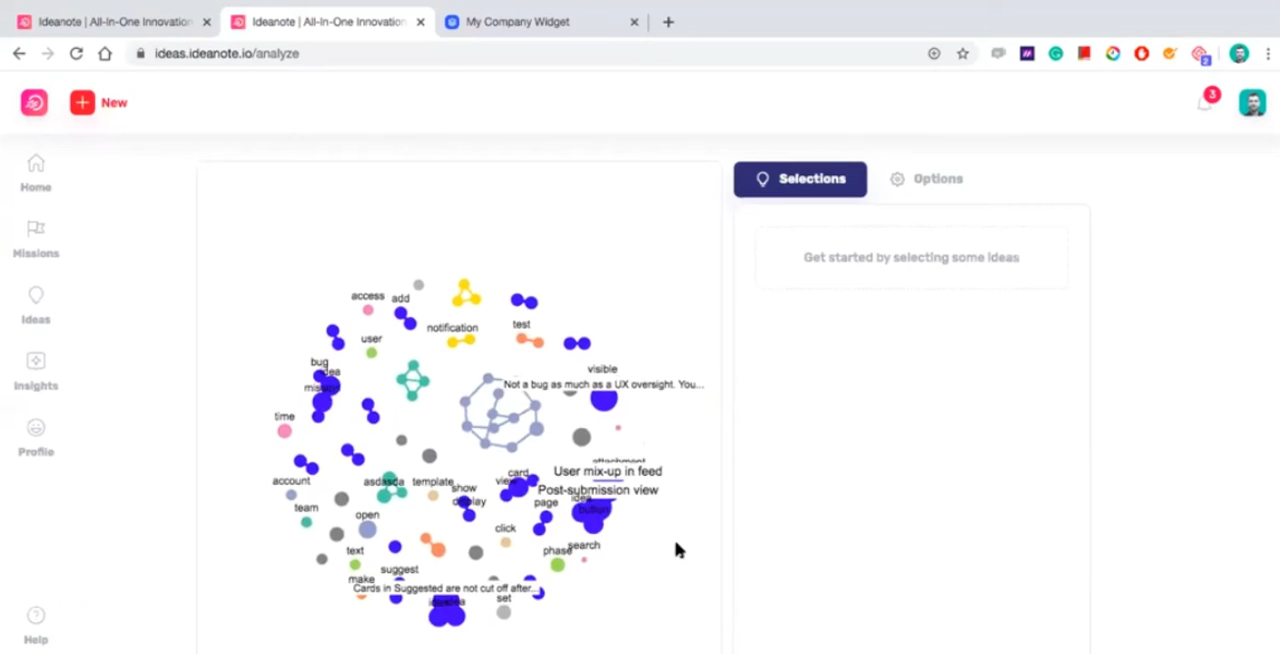 Ideanote | All-In-One Innovation
Ideanote | All-In-One Innovation
My Company Widget
ideas.ideanote.io/analyze
2
New
3
Home
Missions
Ideas
Insights
Profile
Help
Selections
Options
Get started by selecting some ideas
access
add
notification
test
user
visible
bug
idea
Not a bug as much as a UX oversight. You...
time
attachment
User mix-up in feed
card
view
account
asdasda
template
show
display
Post-submission view
idea
button
page
team
open
click
search
phase
text
suggest
make
Cards in Suggested are not cut off after...
set